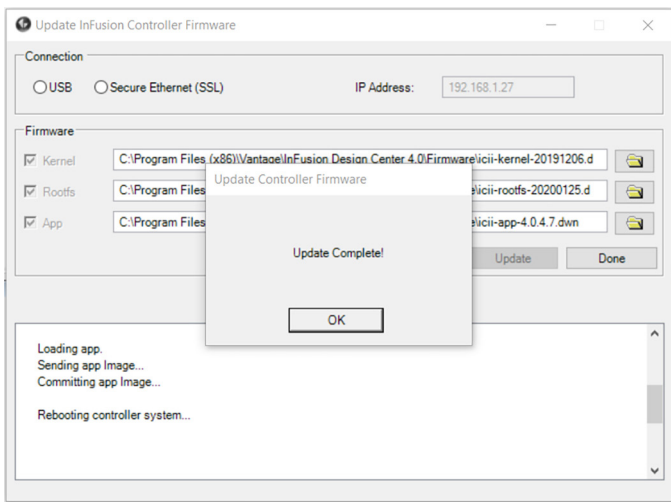 Update InFusion Controller Firmware
Connection
USB
Secure Ethernet (SSL)
IP Address:
192.168.1.27
Firmware
Kernel
C:\Program Files (x86)\Vantage\InFusion Design Center 4.0\Firmware\icii-kernel-20191206.d
Update Controller Firmware
Rootfs
C:\Program Files
e\icii-rootfs-20200125.d
App
C:\Program Files
e\icii-app-4.0.4.7.dwn
Update Complete!
Update
Done
OK
Loading app.
Sending app Image...
Committing app Image...
Rebooting controller system...